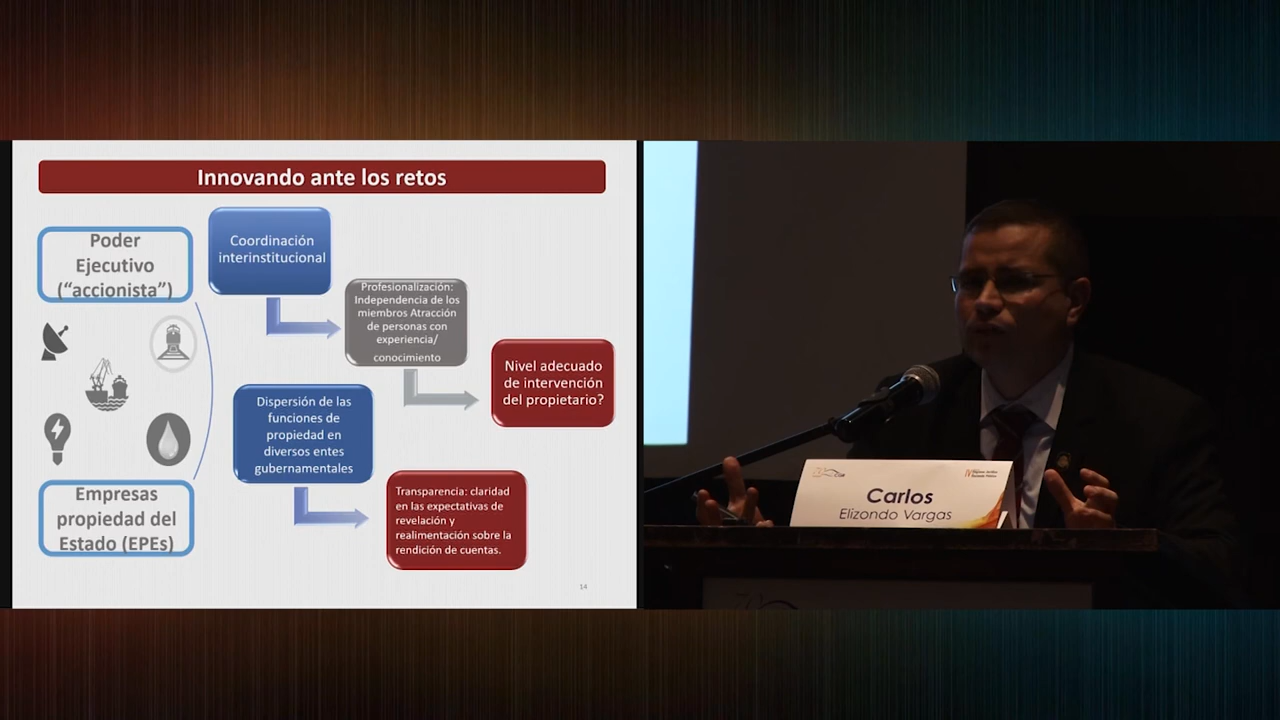 Innovando ante los retos
Poder
Ejecutivo
(“accionista”)
Coordinación
interinstitucional
Profesionalización:
Independencia de los
miembros Atracción
de personas con
experiencia/
conocimiento
Nivel adecuado
de intervención
del propietario?
Dispersión de las
funciones de
propiedad en
diversos entes
gubernamentales
Transparencia: claridad
en las expectativas de
revelación y
realimentación sobre la
rendición de cuentas.
Empresas
propiedad del
Estado (EPEs)
14
Carlos
Elizondo Vargas